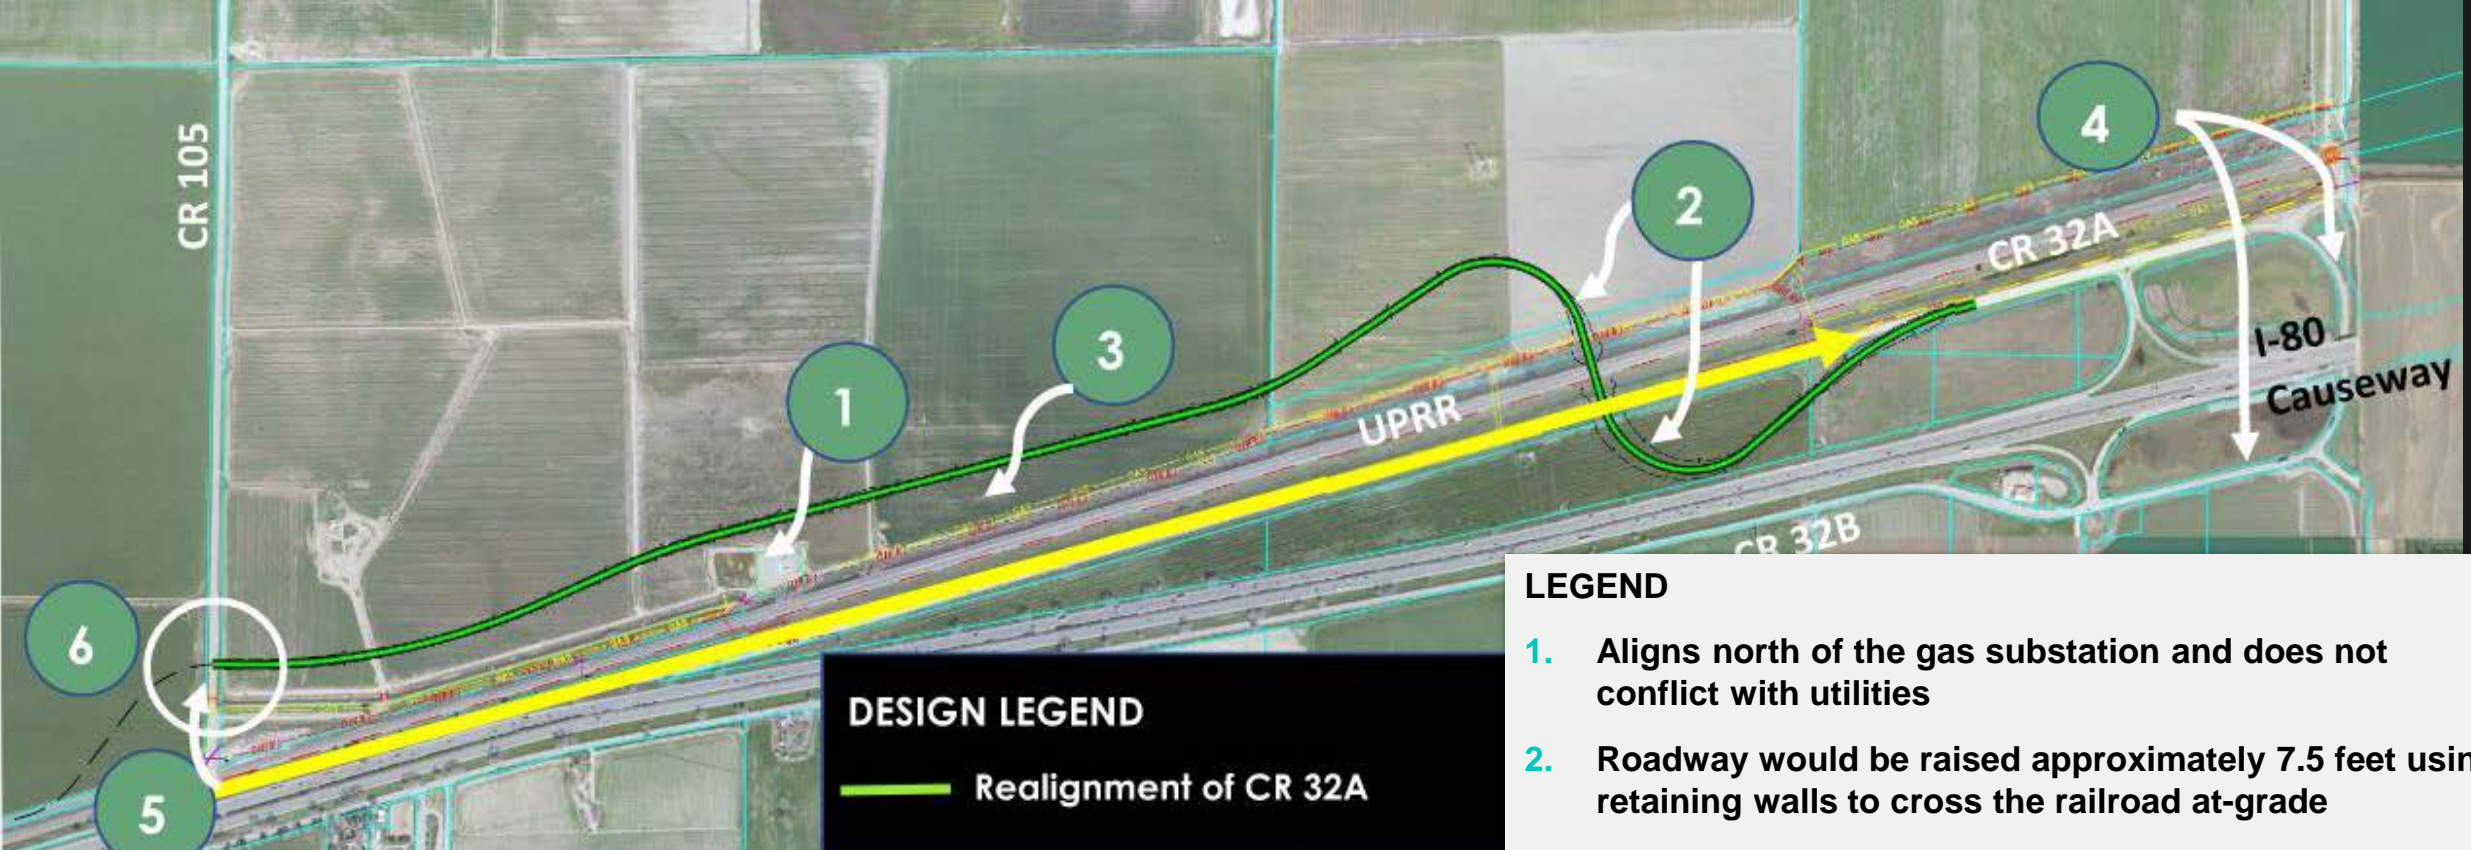 CR 105
1
2
3
4
5
6
CR 32A
UPRR
I-80
Causeway
CR 32B
DESIGN LEGEND
Realignment of CR 32A
LEGEND
1. Aligns north of the gas substation and does not
conflict with utilities
2. Roadway would be raised approximately 7.5 feet usin
retaining walls to cross the railroad at-grade